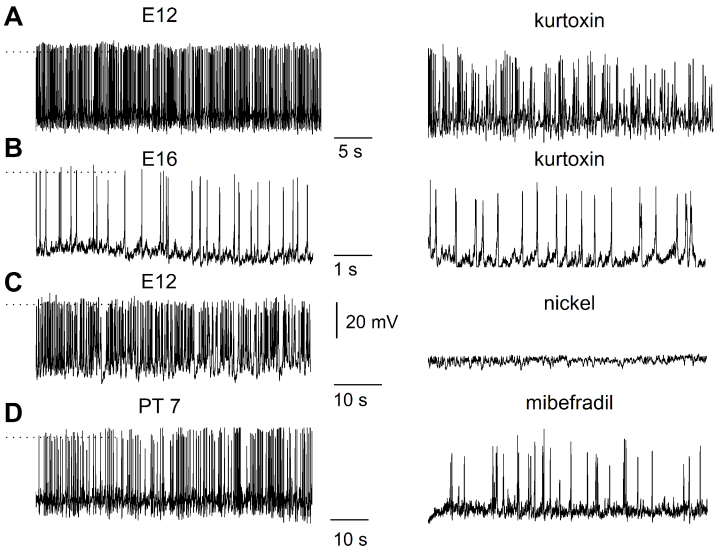 A
E12
kurtoxin
5 s
B
E16
kurtoxin
1 s
C
E12
20 mV
nickel
10 s
D
PT 7
mibefradil
10 s